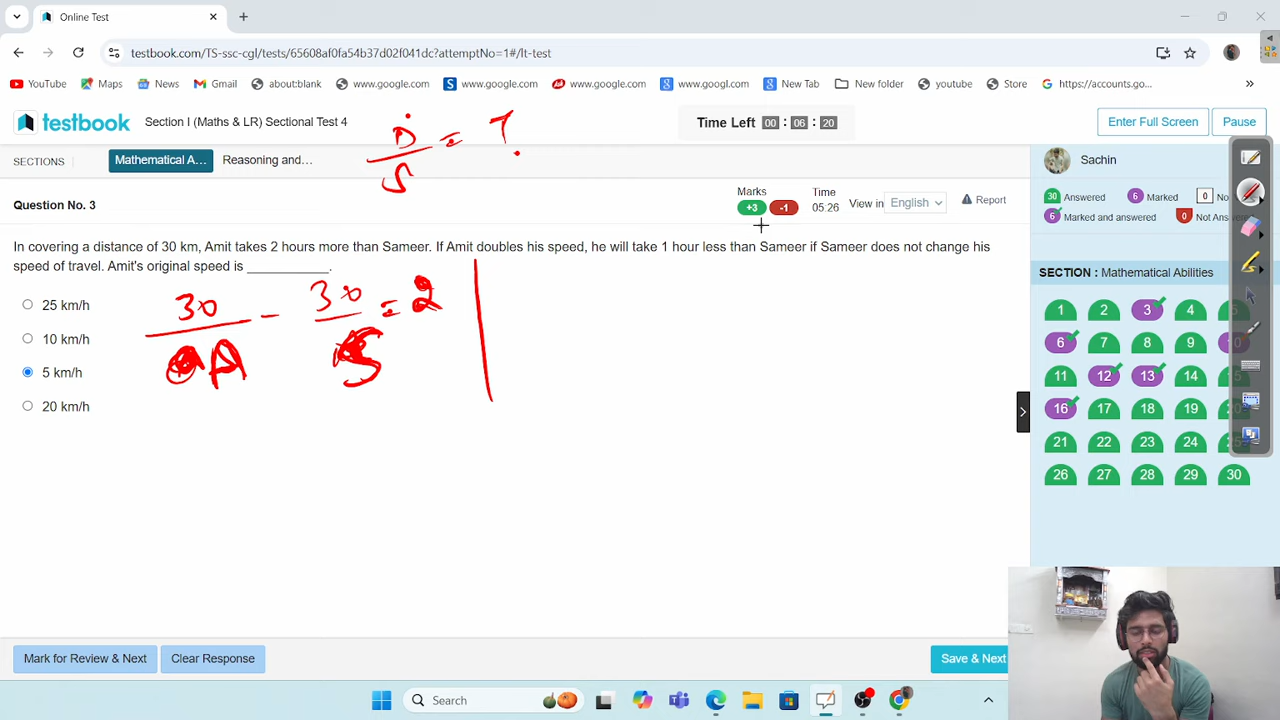 Online Test
testbook.com/TS-ssc-cgl/tests/65608af0fa54b37d02f041dc?attemptNo=1#/lt-test
YouTube Maps News Gmail about:blank www.google.com www.google.com www.google.com www.googl.com New Tab New folder youtube Store https://accounts.go...
testbook Section I (Maths & LR) Sectional Test 4 Time Left 00 : 06 : 20 Enter Full Screen Pause
D/S = T
SECTIONS Mathematical A... Reasoning and... Sachin
Question No. 3 Marks +3 -1 Time 05:26 View in English Report
30 Answered 6 Marked 0
6 Marked and answered 0
In covering a distance of 30 km, Amit takes 2 hours more than Sameer. If Amit doubles his speed, he will take 1 hour less than Sameer if Sameer does not change his
speed of travel. Amit's original speed is ____________.
25 km/h
10 km/h
5 km/h
20 km/h
30/A - 30/S = 2
SECTION : Mathematical Abilities
1 2 3 4
6 7 8 9
11 12 13 14
16 17 18 19
21 22 23 24
26 27 28 29 30
Mark for Review & Next Clear Response Save & Next
Search